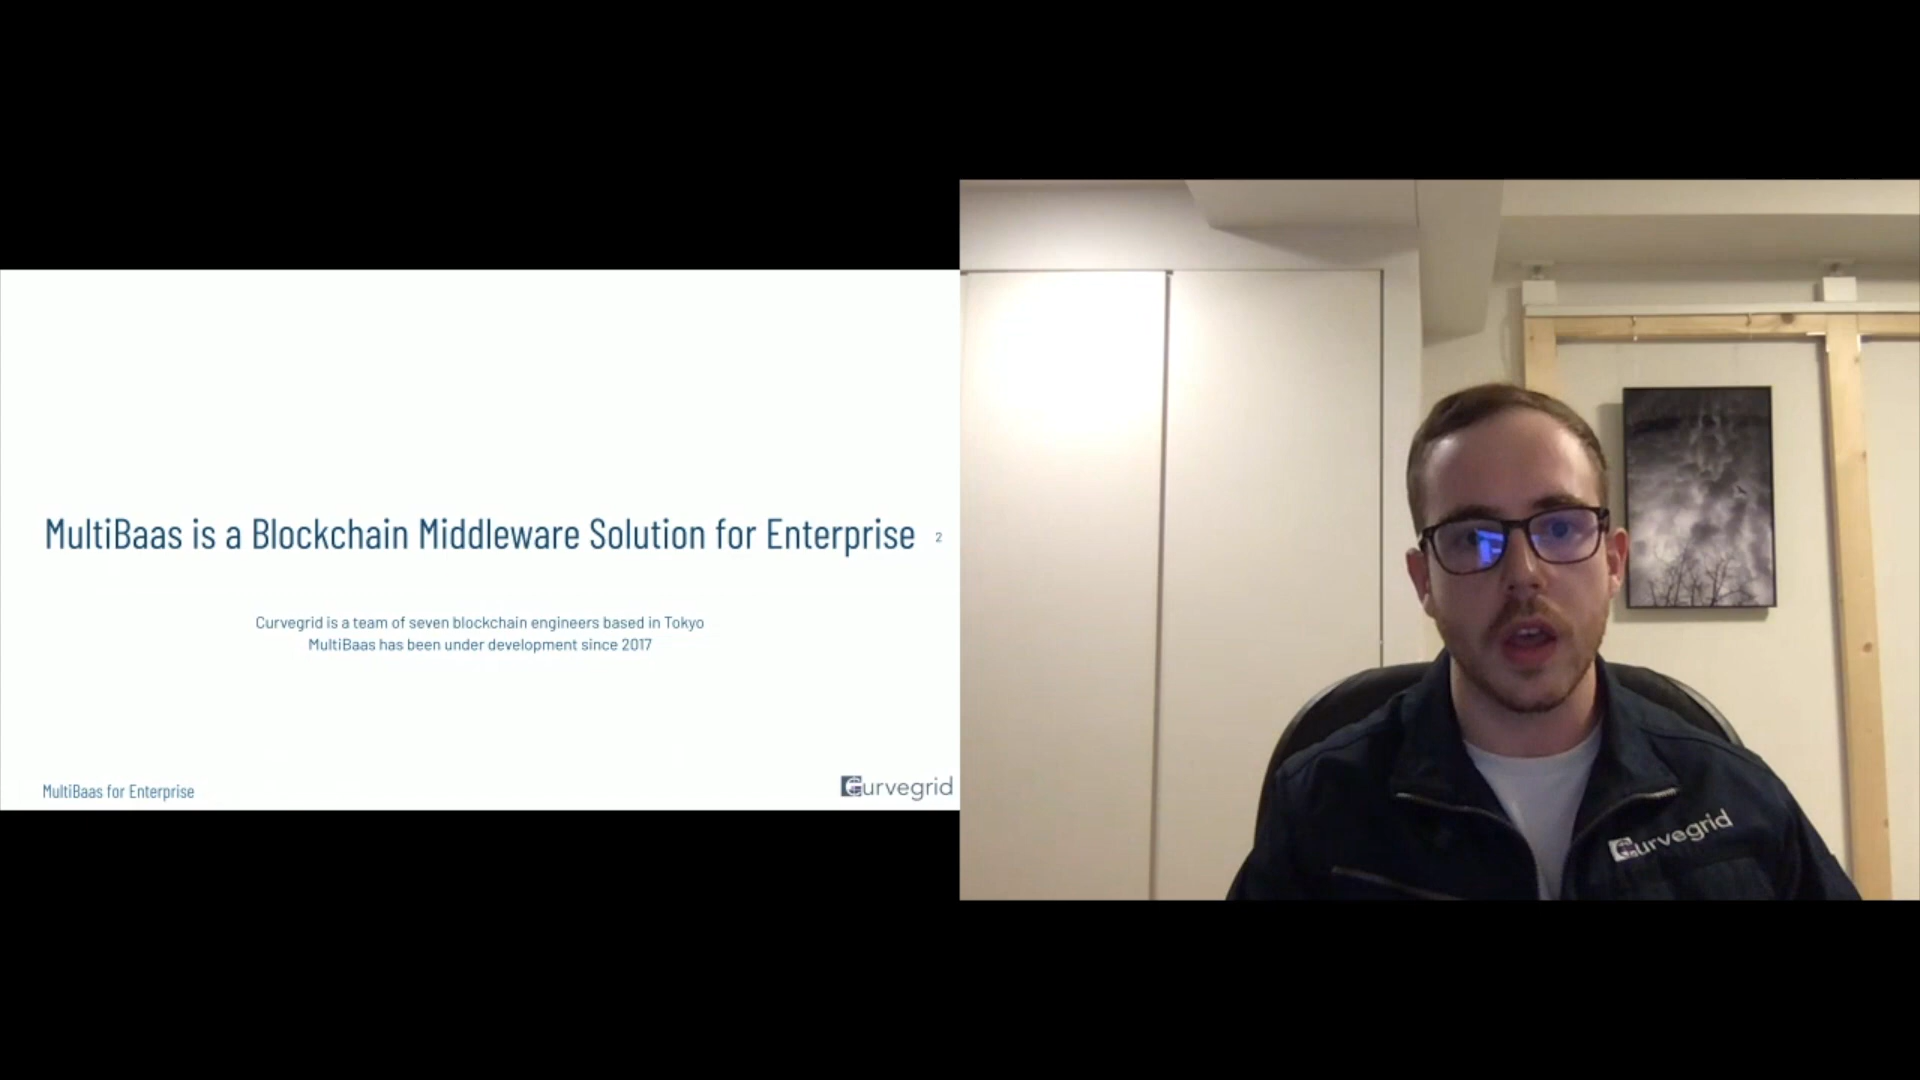 MultiBaas is a Blockchain Middleware Solution for Enterprise
2
Curvegrid is a team of seven blockchain engineers based in Tokyo
MultiBaas has been under development since 2017
MultiBaas for Enterprise
Curvegrid
Curvegrid